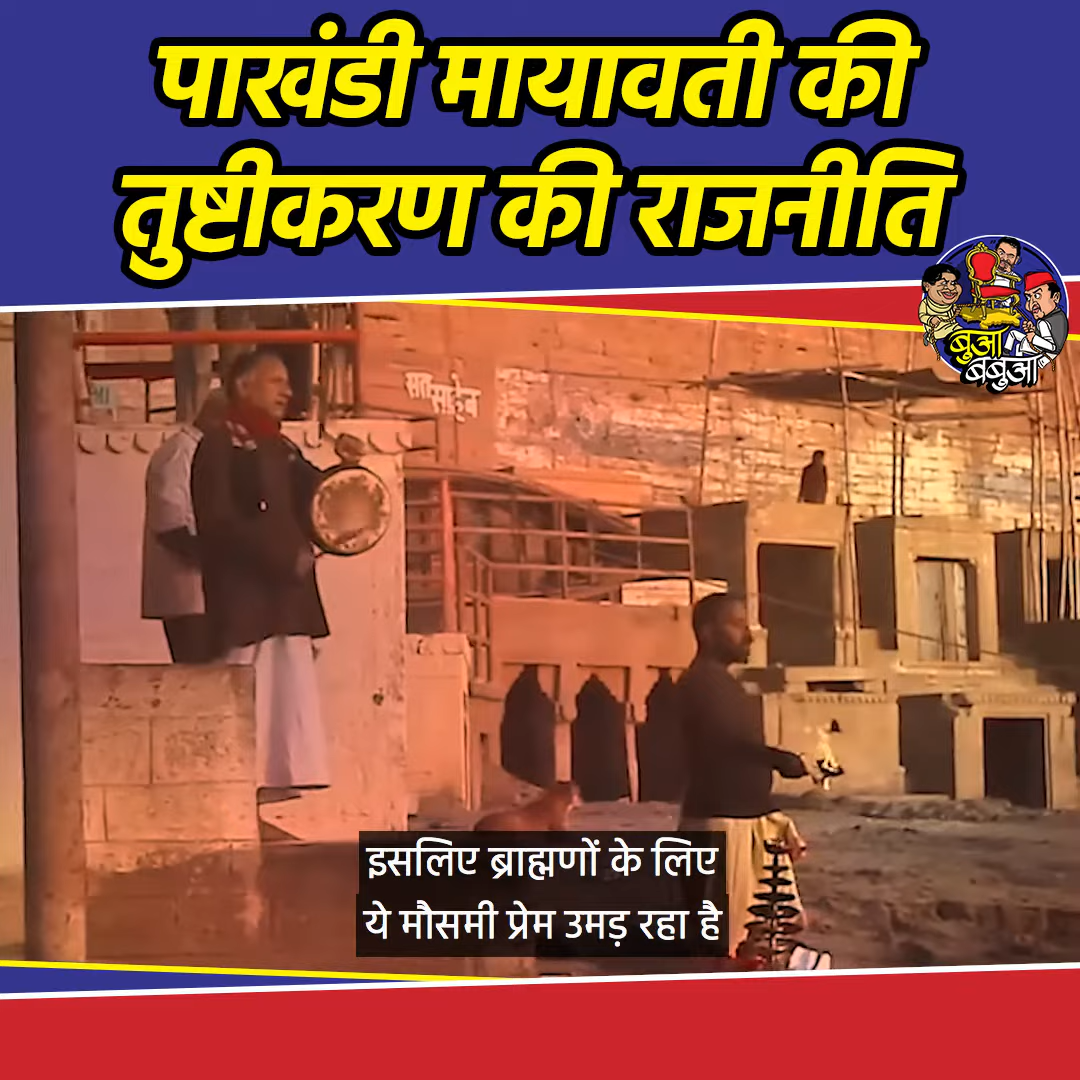 पाखंडी मायावती की
तुष्टीकरण की राजनीति
बुआ
बबुआ
इसलिए ब्राह्मणों के लिए
ये मौसमी प्रेम उमड़ रहा है